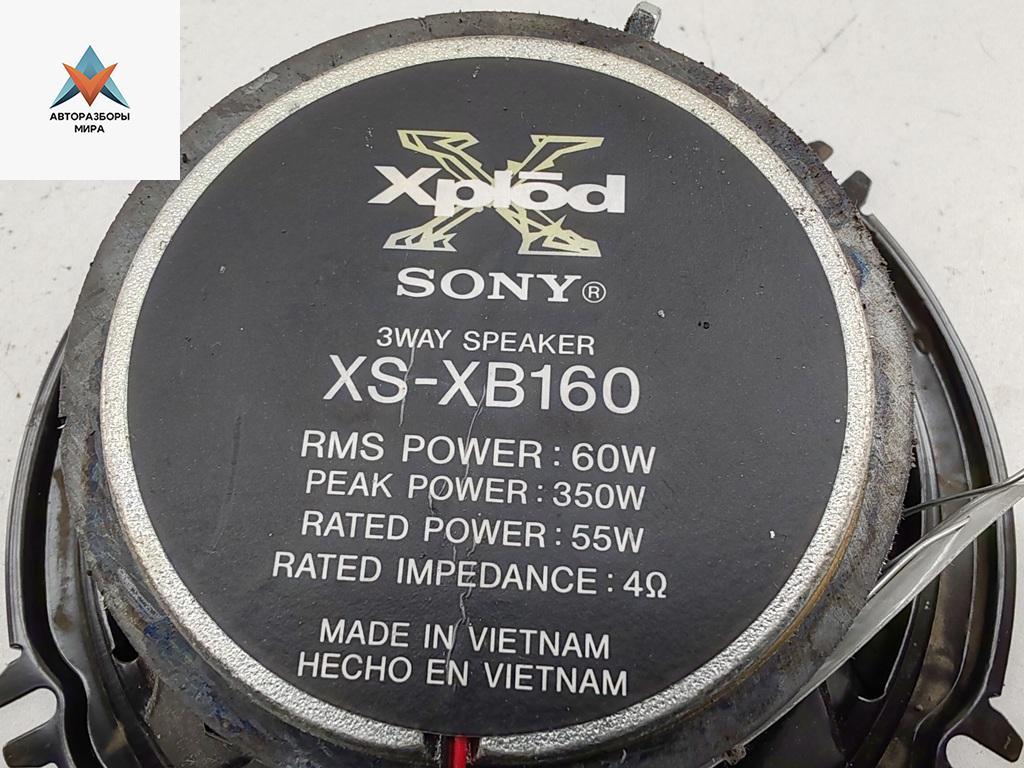 АВТОРАЗБОРЫ
МИРА
Xplōd
SONY®
3WAY SPEAKER
XS-XB160
RMS POWER : 60W
PEAK POWER : 350W
RATED POWER : 55W
RATED IMPEDANCE : 4Ω
MADE IN VIETNAM
HECHO EN VIETNAM